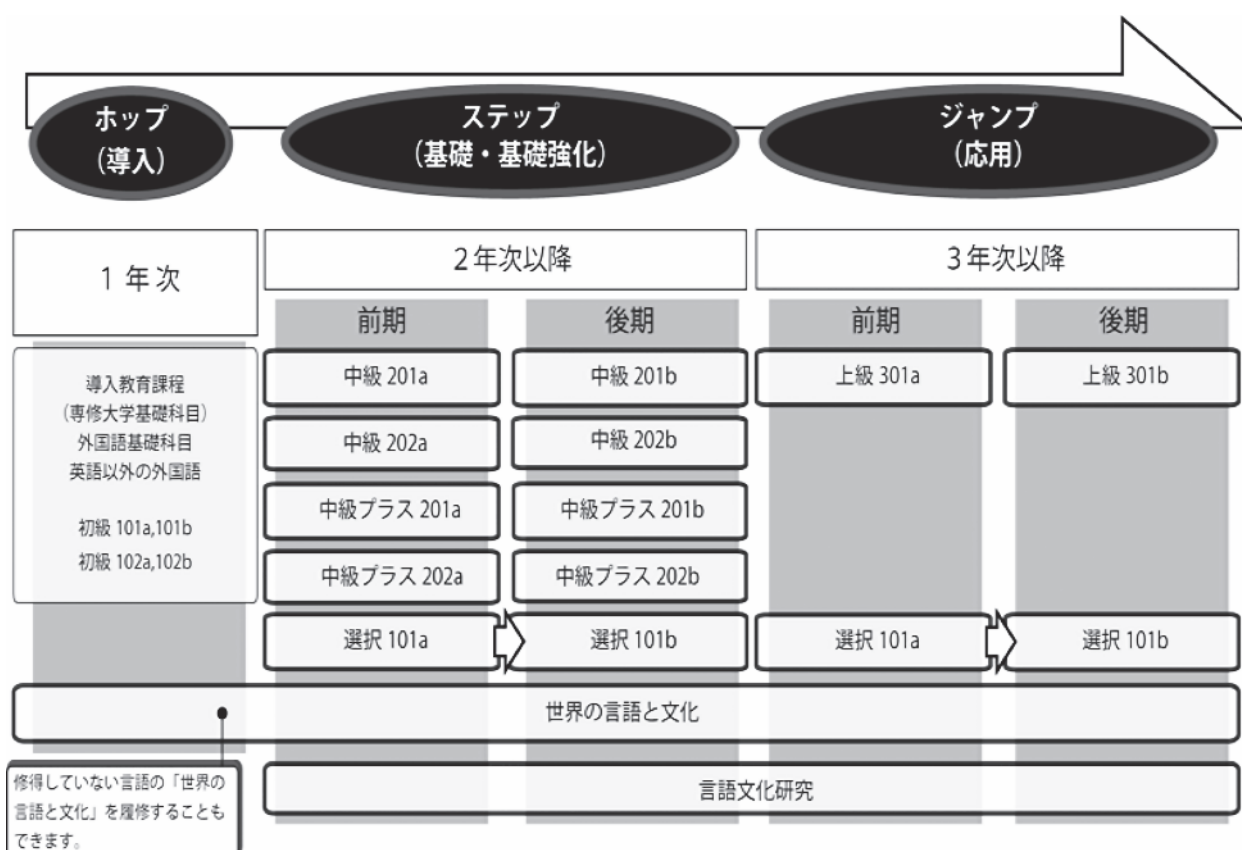 ホップ
（導入）
ステップ
（基礎・基礎強化）
ジャンプ
（応用）
1年次
2年次以降
3年次以降
前期
後期
前期
後期
導入教育課程
（専修大学基礎科目）
外国語基礎科目
英語以外の外国語
初級 101a,101b
初級 102a,102b
中級 201a
中級 201b
上級 301a
上級 301b
中級 202a
中級 202b
中級プラス 201a
中級プラス 201b
中級プラス 202a
中級プラス 202b
選択 101a
選択 101b
選択 101a
選択 101b
世界の言語と文化
言語文化研究
修得していない言語の「世界の
言語と文化」を履修することも
できます。